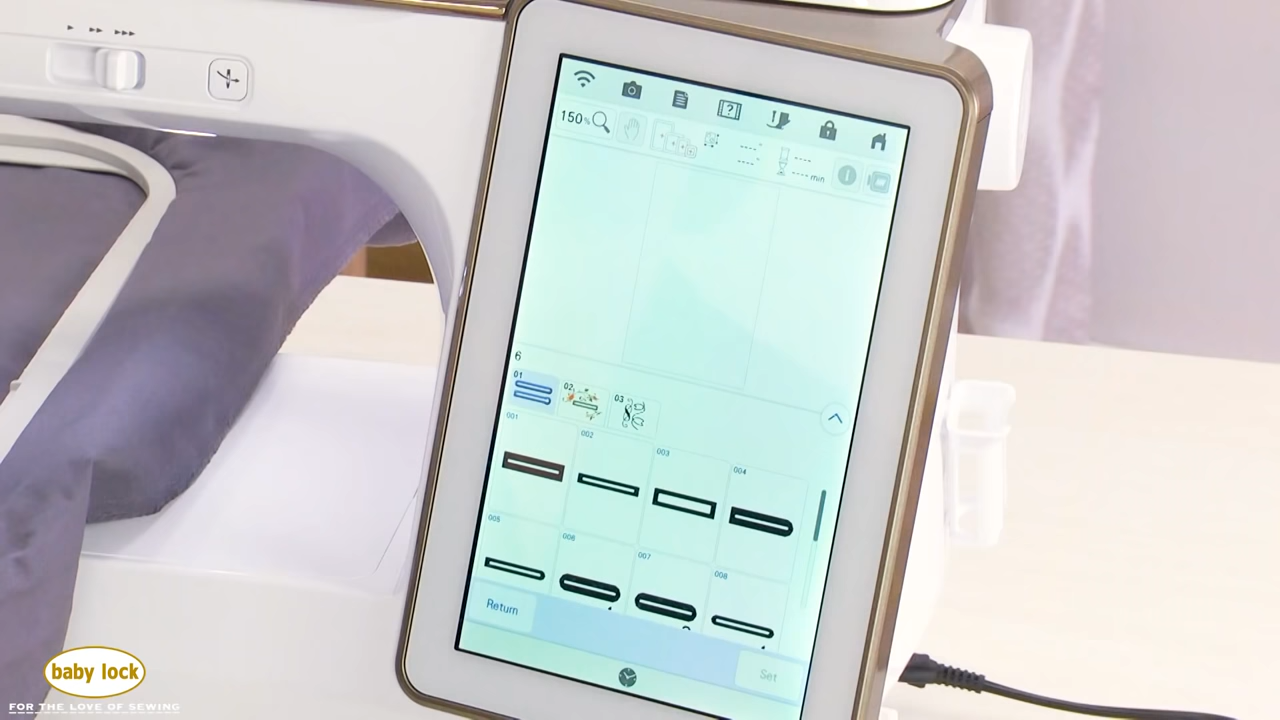 150%
min
6
01
02
03
001
002
003
004
005
006
007
008
Return
Set
baby lock
FOR THE LOVE OF SEWING